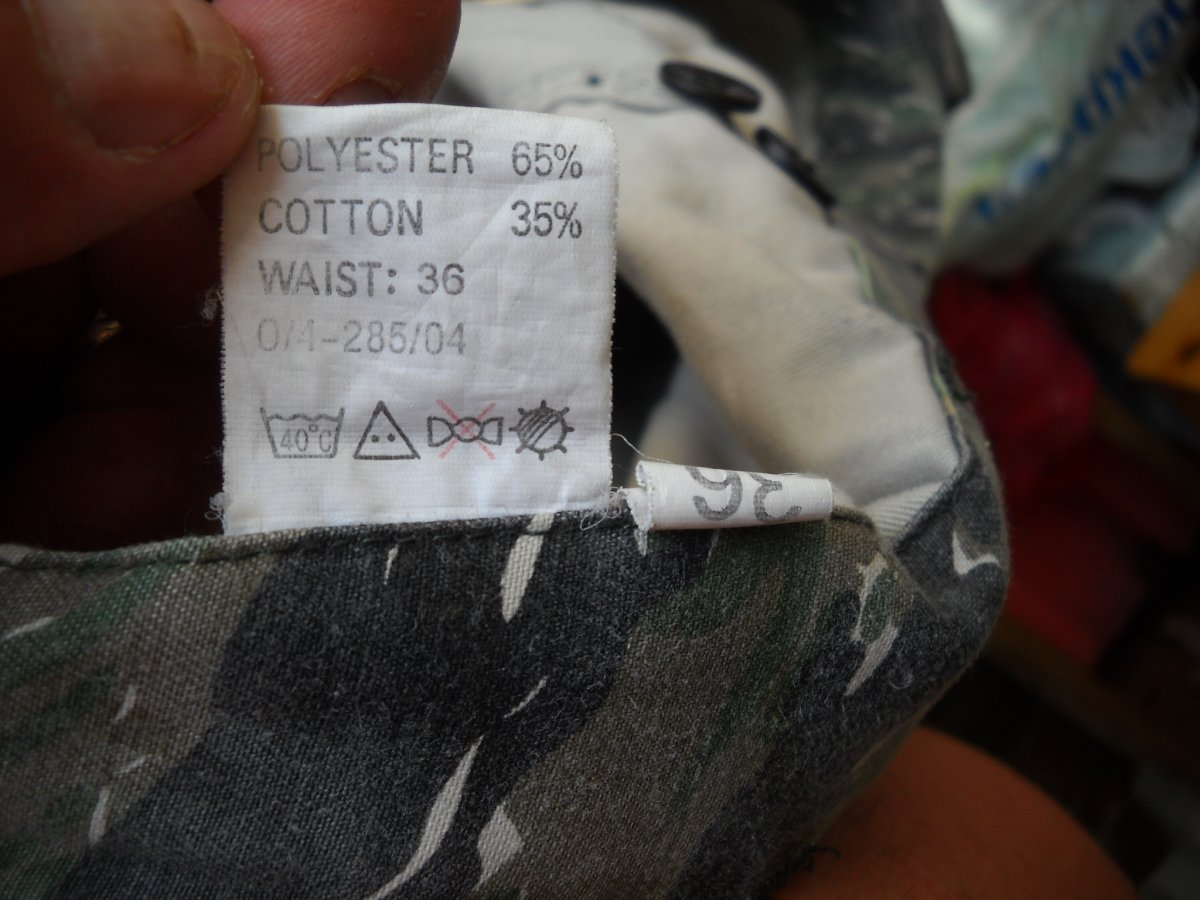 POLYESTER 65%
COTTON 35%
WAIST: 36
0/4-285/04
40°C
36